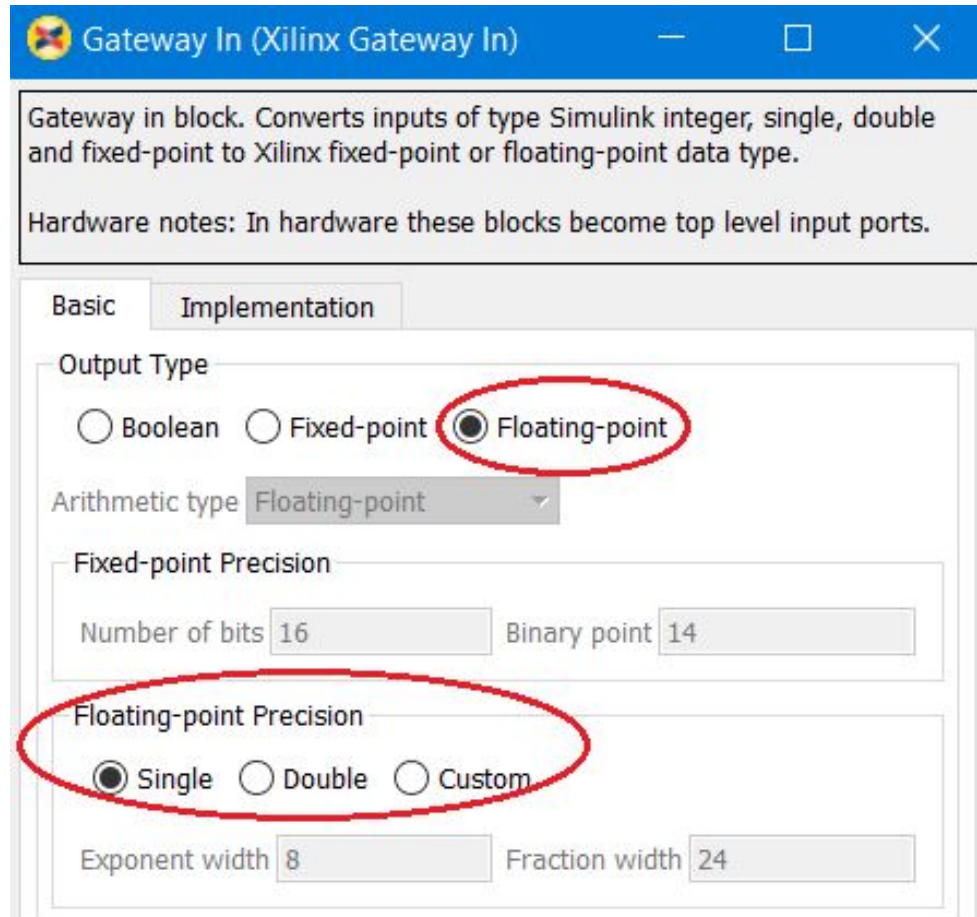 Gateway In (Xilinx Gateway In)
Gateway in block. Converts inputs of type Simulink integer, single, double
and fixed-point to Xilinx fixed-point or floating-point data type.
Hardware notes: In hardware these blocks become top level input ports.
Basic Implementation
Output Type
Boolean Fixed-point Floating-point
Arithmetic type Floating-point
Fixed-point Precision
Number of bits 16 Binary point 14
Floating-point Precision
Single Double Custom
Exponent width 8 Fraction width 24